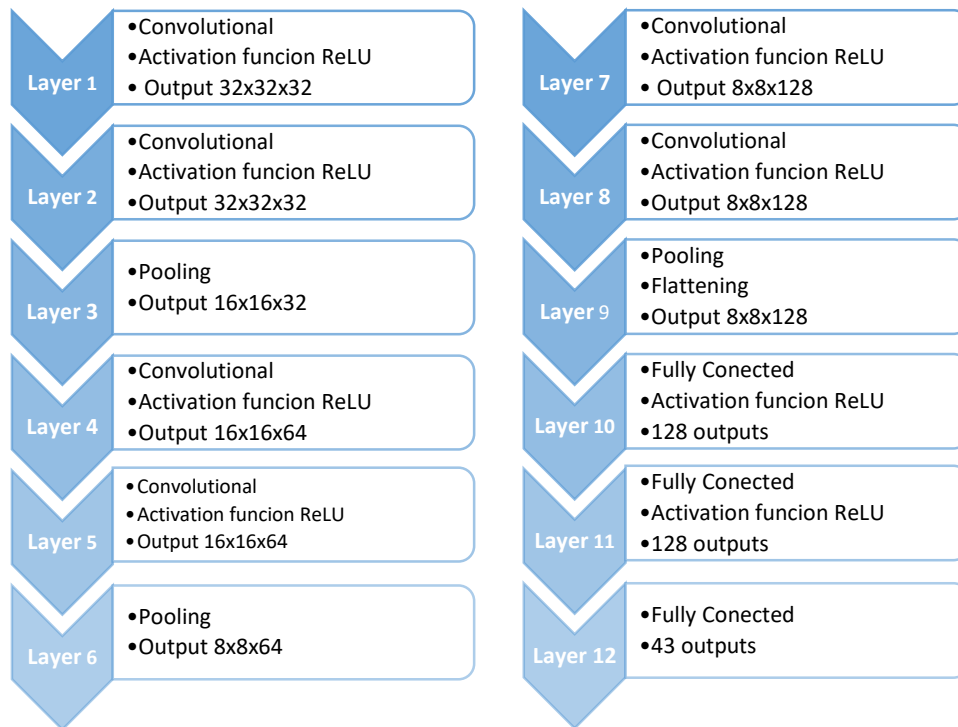 Layer 1
•Convolutional
•Activation funcion ReLU
• Output 32x32x32
Layer 2
•Convolutional
•Activation funcion ReLU
•Output 32x32x32
Layer 3
•Pooling
•Output 16x16x32
Layer 4
•Convolutional
•Activation funcion ReLU
•Output 16x16x64
Layer 5
•Convolutional
•Activation funcion ReLU
•Output 16x16x64
Layer 6
•Pooling
•Output 8x8x64
Layer 7
•Convolutional
•Activation funcion ReLU
• Output 8x8x128
Layer 8
•Convolutional
•Activation funcion ReLU
•Output 8x8x128
Layer 9
•Pooling
•Flattening
•Output 8x8x128
Layer 10
•Fully Conected
•Activation funcion ReLU
•128 outputs
Layer 11
•Fully Conected
•Activation funcion ReLU
•128 outputs
Layer 12
•Fully Conected
•43 outputs